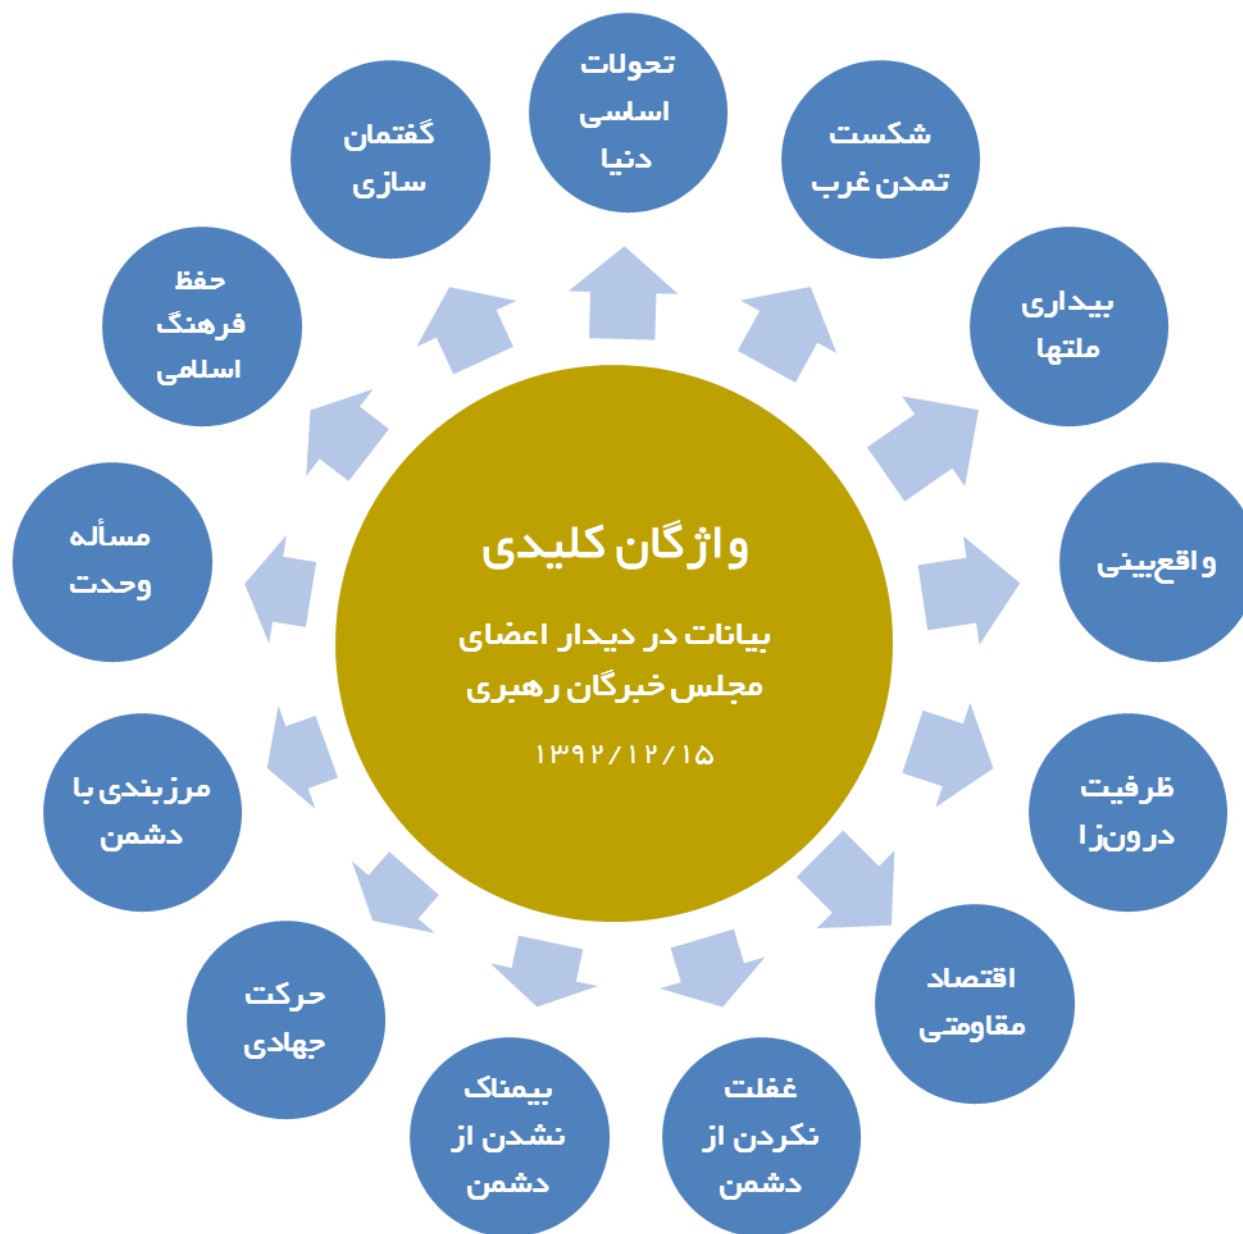 واژگان کلیدی
بیانات در دیدار اعضای
مجلس خبرگان رهبری
۱۳۹۲/۱۲/۱۵
تحولات
اساسی
دنیا
شکست
تمدن غرب
بیداری
ملتها
واقع‌بینی
ظرفیت
درون‌زا
اقتصاد
مقاومتی
غفلت
نکردن از
دشمن
بیمناک
نشدن از
دشمن
حرکت
جهادی
مرزبندی با
دشمن
مسأله
وحدت
حفظ
فرهنگ
اسلامی
گفتمان
سازی